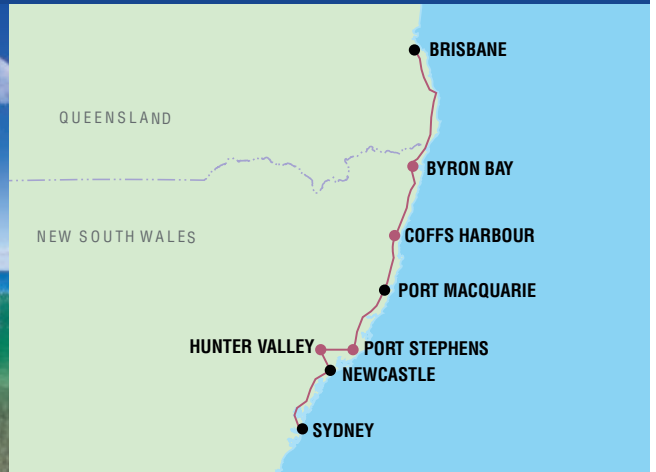 BRISBANE
QUEENSLAND
BYRON BAY
NEW SOUTH WALES
COFFS HARBOUR
PORT MACQUARIE
HUNTER VALLEY
PORT STEPHENS
NEWCASTLE
SYDNEY